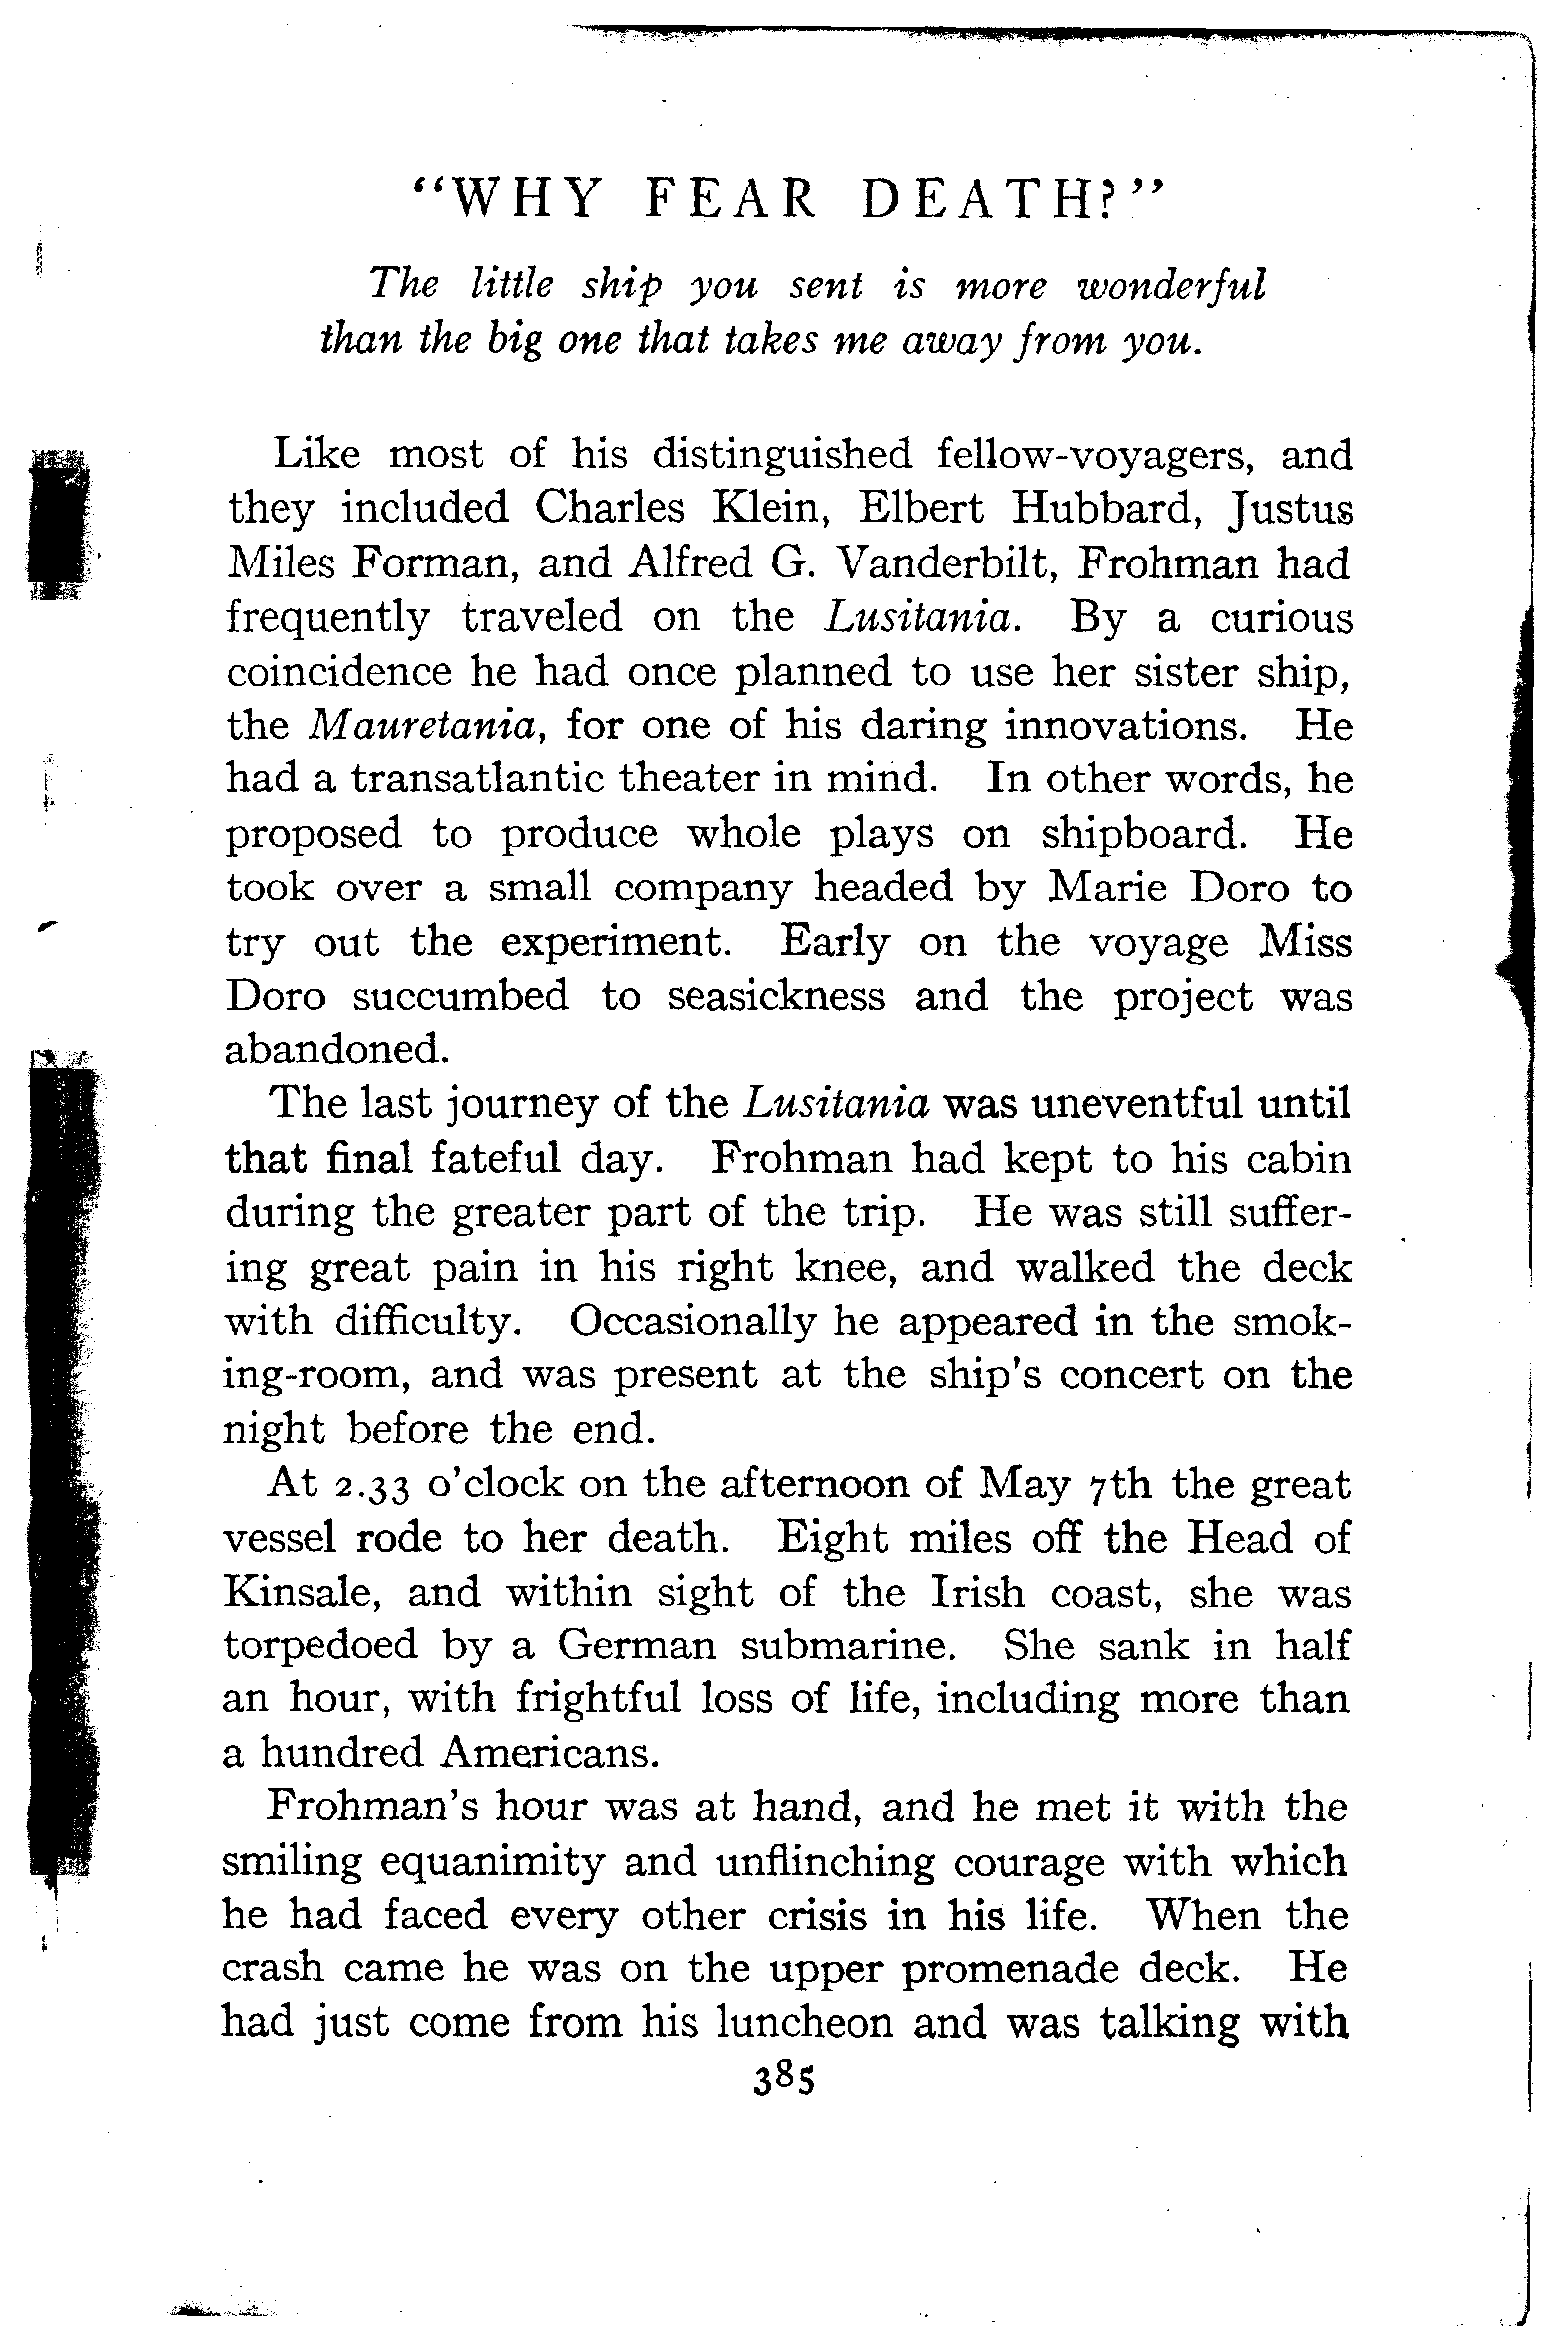 "WHY FEAR DEATH?"
The little ship you sent is more wonderful
than the big one that takes me away from you.
Like most of his distinguished fellow-voyagers, and
they included Charles Klein, Elbert Hubbard, Justus
Miles Forman, and Alfred G. Vanderbilt, Frohman had
frequently traveled on the Lusitania. By a curious
coincidence he had once planned to use her sister ship,
the Mauretania, for one of his daring innovations. He
had a transatlantic theater in mind. In other words, he
proposed to produce whole plays on shipboard. He
took over a small company headed by Marie Doro to
try out the experiment. Early on the voyage Miss
Doro succumbed to seasickness and the project was
abandoned.
The last journey of the Lusitania was uneventful until
that final fateful day. Frohman had kept to his cabin
during the greater part of the trip. He was still suffer-
ing great pain in his right knee, and walked the deck
with difficulty. Occasionally he appeared in the smok-
ing-room, and was present at the ship's concert on the
night before the end.
At 2.33 o'clock on the afternoon of May 7th the great
vessel rode to her death. Eight miles off the Head of
Kinsale, and within sight of the Irish coast, she was
torpedoed by a German submarine. She sank in half
an hour, with frightful loss of life, including more than
a hundred Americans.
Frohman's hour was at hand, and he met it with the
smiling equanimity and unflinching courage with which
he had faced every other crisis in his life. When the
crash came he was on the upper promenade deck. He
had just come from his luncheon and was talking with
385